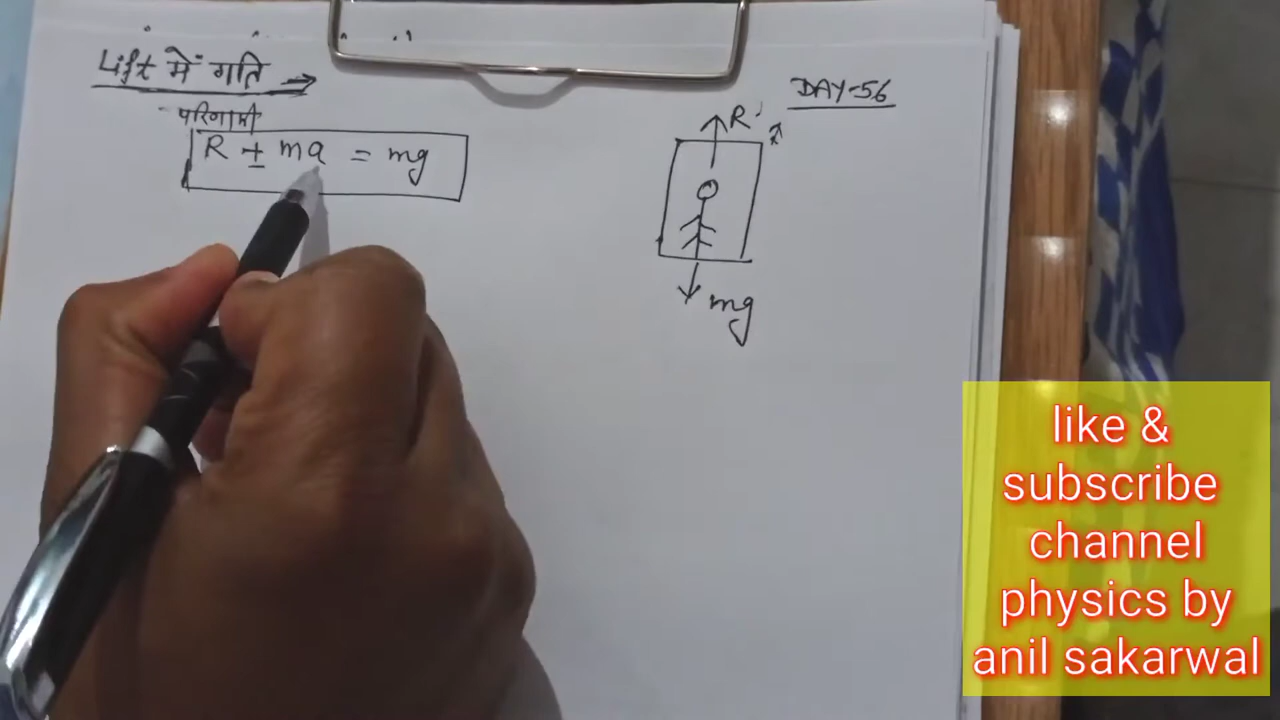 Lift में गति →
DAY-56
परिणामी
R ± ma = mg
R
mg
like &
subscribe
channel
physics by
anil sakarwal